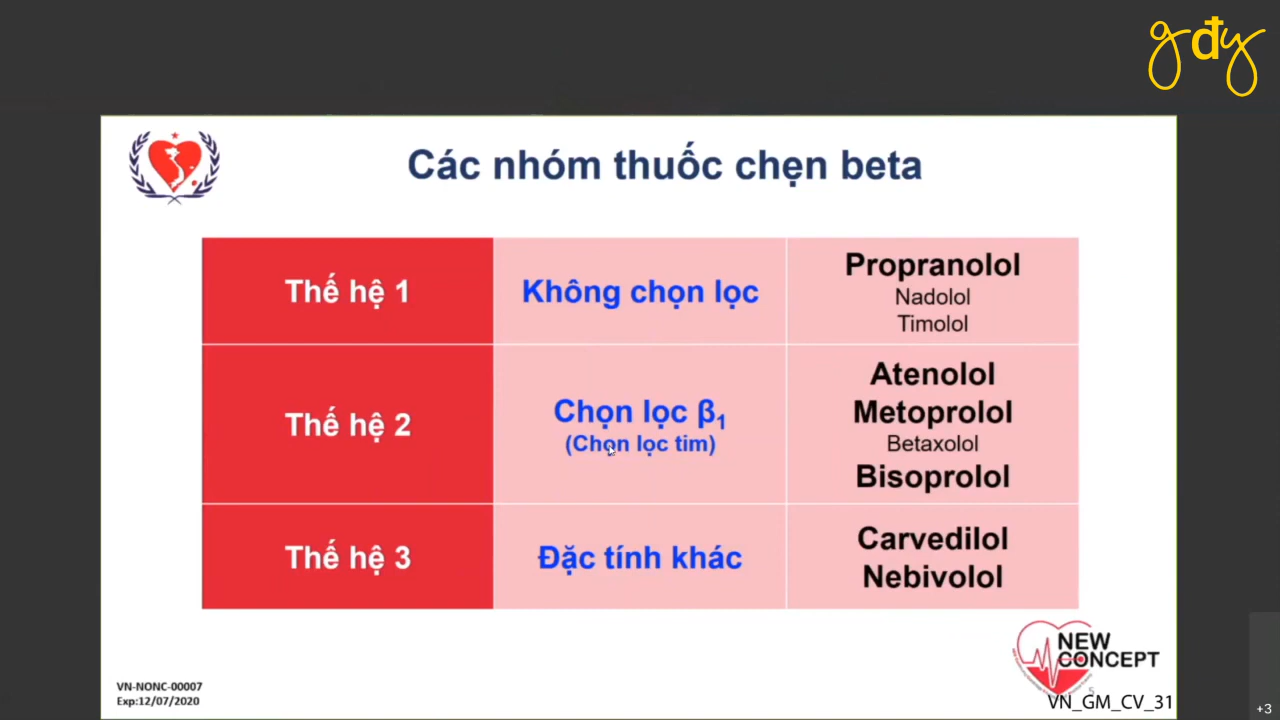 gđy
Các nhóm thuốc chẹn beta
Thế hệ 1
Không chọn lọc
Propranolol
Nadolol
Timolol
Thế hệ 2
Chọn lọc β₁
(Chọn lọc tim)
Atenolol
Metoprolol
Betaxolol
Bisoprolol
Thế hệ 3
Đặc tính khác
Carvedilol
Nebivolol
NEW
CONCEPT
5
VN-NONC-00007
Exp:12/07/2020
VN_GM_CV_31
+3